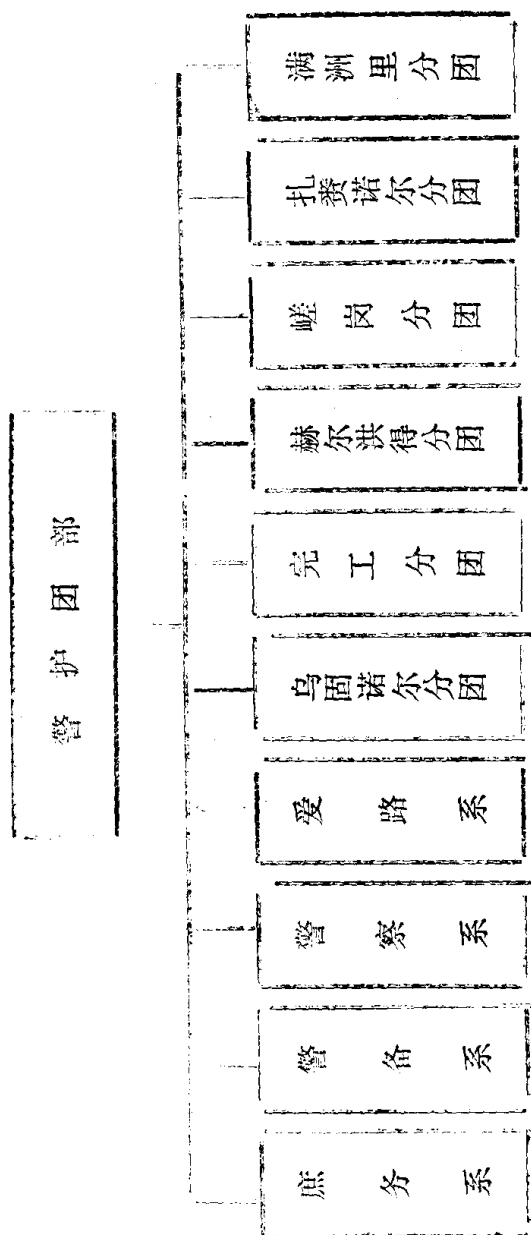 警护团部
庶务系
警备系
警察系
爱路系
乌固诺尔分团
完工分团
赫尔洪得分团
嵯岗分团
扎赉诺尔分团
满洲里分团